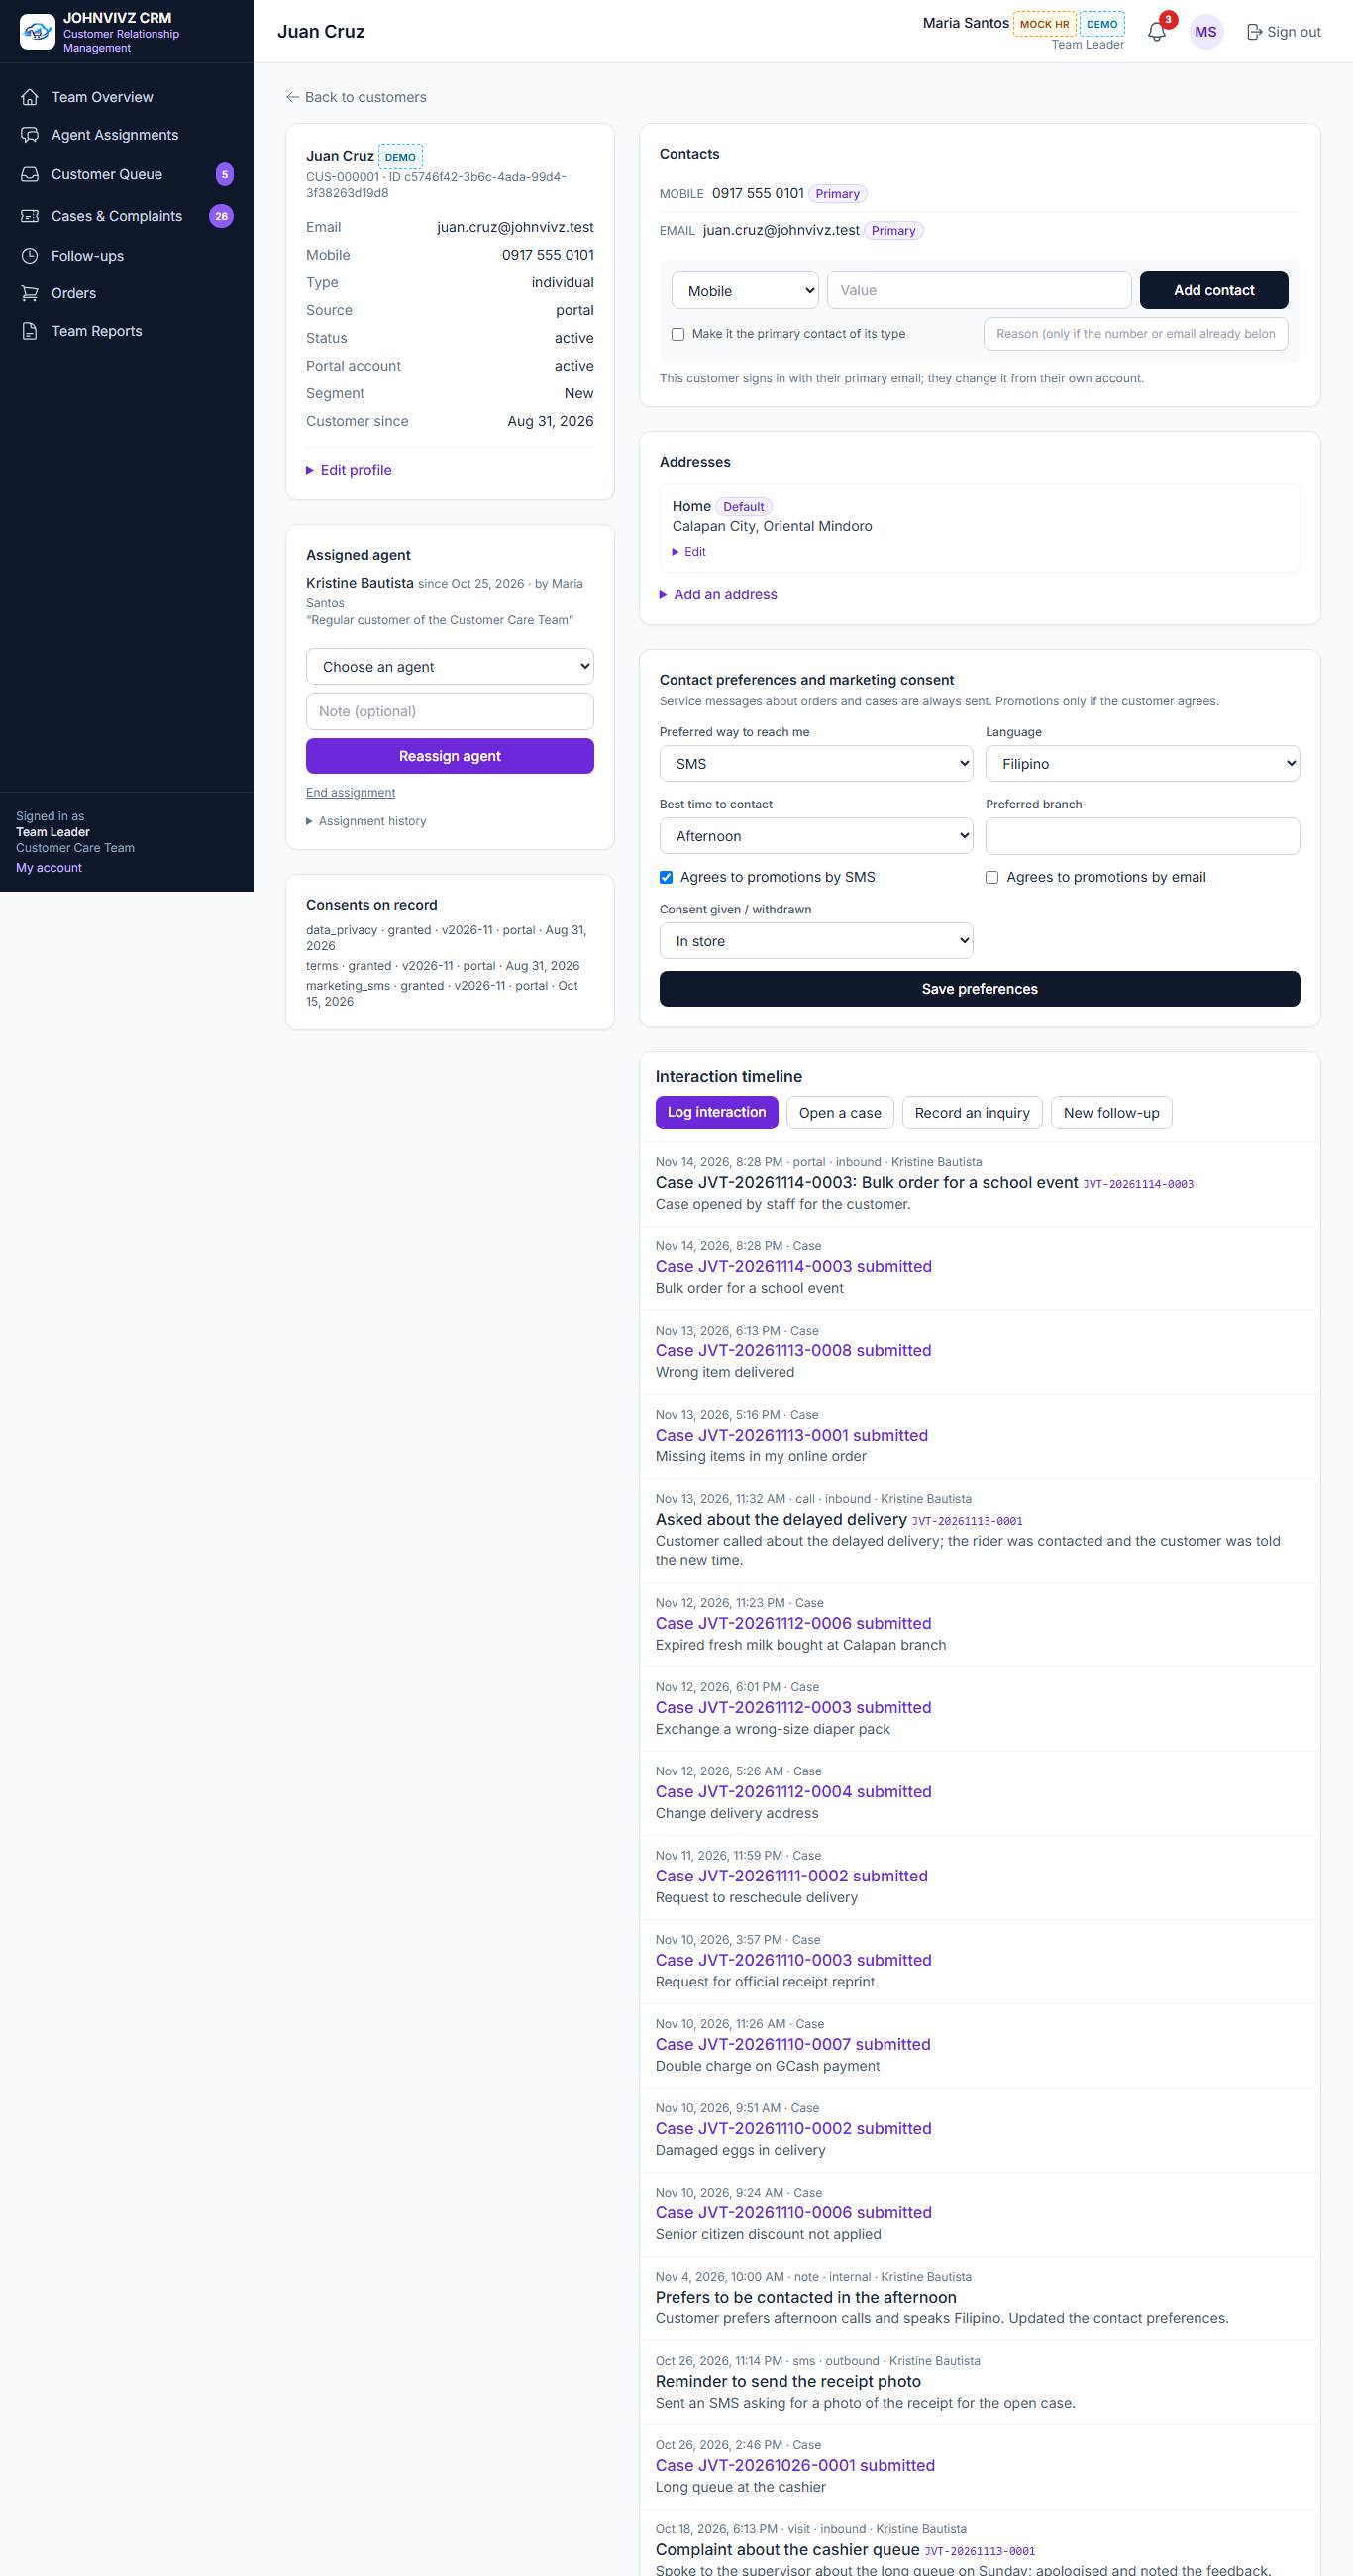 JOHNVIVZ CRM
Customer Relationship
Management
Team Overview
Agent Assignments
Customer Queue 5
Cases & Complaints 26
Follow-ups
Orders
Team Reports
Signed in as
Team Leader
Customer Care Team
My account
Juan Cruz
Maria Santos MOCK HR DEMO
Team Leader
3
MS
Sign out
Back to customers
Juan Cruz DEMO
CUS-000001 · ID c5746f42-3b6c-4ada-99d4-
3f38263d19d8
Email juan.cruz@johnvivz.test
Mobile 0917 555 0101
Type individual
Source portal
Status active
Portal account active
Segment New
Customer since Aug 31, 2026
Edit profile
Assigned agent
Kristine Bautista since Oct 25, 2026 · by Maria
Santos
“Regular customer of the Customer Care Team”
Choose an agent
Note (optional)
Reassign agent
End assignment
Assignment history
Consents on record
data_privacy · granted · v2026-11 · portal · Aug 31,
2026
terms · granted · v2026-11 · portal · Aug 31, 2026
marketing_sms · granted · v2026-11 · portal · Oct
15, 2026
Contacts
MOBILE 0917 555 0101 Primary
EMAIL juan.cruz@johnvivz.test Primary
Mobile Value Add contact
Make it the primary contact of its type Reason (only if the number or email already belon
This customer signs in with their primary email; they change it from their own account.
Addresses
Home Default
Calapan City, Oriental Mindoro
Edit
Add an address
Contact preferences and marketing consent
Service messages about orders and cases are always sent. Promotions only if the customer agrees.
Preferred way to reach me Language
SMS Filipino
Best time to contact Preferred branch
Afternoon
Agrees to promotions by SMS Agrees to promotions by email
Consent given / withdrawn
In store
Save preferences
Interaction timeline
Log interaction Open a case Record an inquiry New follow-up
Nov 14, 2026, 8:28 PM · portal · inbound · Kristine Bautista
Case JVT-20261114-0003: Bulk order for a school event JVT-20261114-0003
Case opened by staff for the customer.
Nov 14, 2026, 8:28 PM · Case
Case JVT-20261114-0003 submitted
Bulk order for a school event
Nov 13, 2026, 6:13 PM · Case
Case JVT-20261113-0008 submitted
Wrong item delivered
Nov 13, 2026, 5:16 PM · Case
Case JVT-20261113-0001 submitted
Missing items in my online order
Nov 13, 2026, 11:32 AM · call · inbound · Kristine Bautista
Asked about the delayed delivery JVT-20261113-0001
Customer called about the delayed delivery; the rider was contacted and the customer was told
the new time.
Nov 12, 2026, 11:23 PM · Case
Case JVT-20261112-0006 submitted
Expired fresh milk bought at Calapan branch
Nov 12, 2026, 6:01 PM · Case
Case JVT-20261112-0003 submitted
Exchange a wrong-size diaper pack
Nov 12, 2026, 5:26 AM · Case
Case JVT-20261112-0004 submitted
Change delivery address
Nov 11, 2026, 11:59 PM · Case
Case JVT-20261111-0002 submitted
Request to reschedule delivery
Nov 10, 2026, 3:57 PM · Case
Case JVT-20261110-0003 submitted
Request for official receipt reprint
Nov 10, 2026, 11:26 AM · Case
Case JVT-20261110-0007 submitted
Double charge on GCash payment
Nov 10, 2026, 9:51 AM · Case
Case JVT-20261110-0002 submitted
Damaged eggs in delivery
Nov 10, 2026, 9:24 AM · Case
Case JVT-20261110-0006 submitted
Senior citizen discount not applied
Nov 4, 2026, 10:00 AM · note · internal · Kristine Bautista
Prefers to be contacted in the afternoon
Customer prefers afternoon calls and speaks Filipino. Updated the contact preferences.
Oct 26, 2026, 11:14 PM · sms · outbound · Kristine Bautista
Reminder to send the receipt photo
Sent an SMS asking for a photo of the receipt for the open case.
Oct 26, 2026, 2:46 PM · Case
Case JVT-20261026-0001 submitted
Long queue at the cashier
Oct 18, 2026, 6:13 PM · visit · inbound · Kristine Bautista
Complaint about the cashier queue JVT-20261113-0001
Spoke to the supervisor about the long queue on Sunday; apologised and noted the feedback.